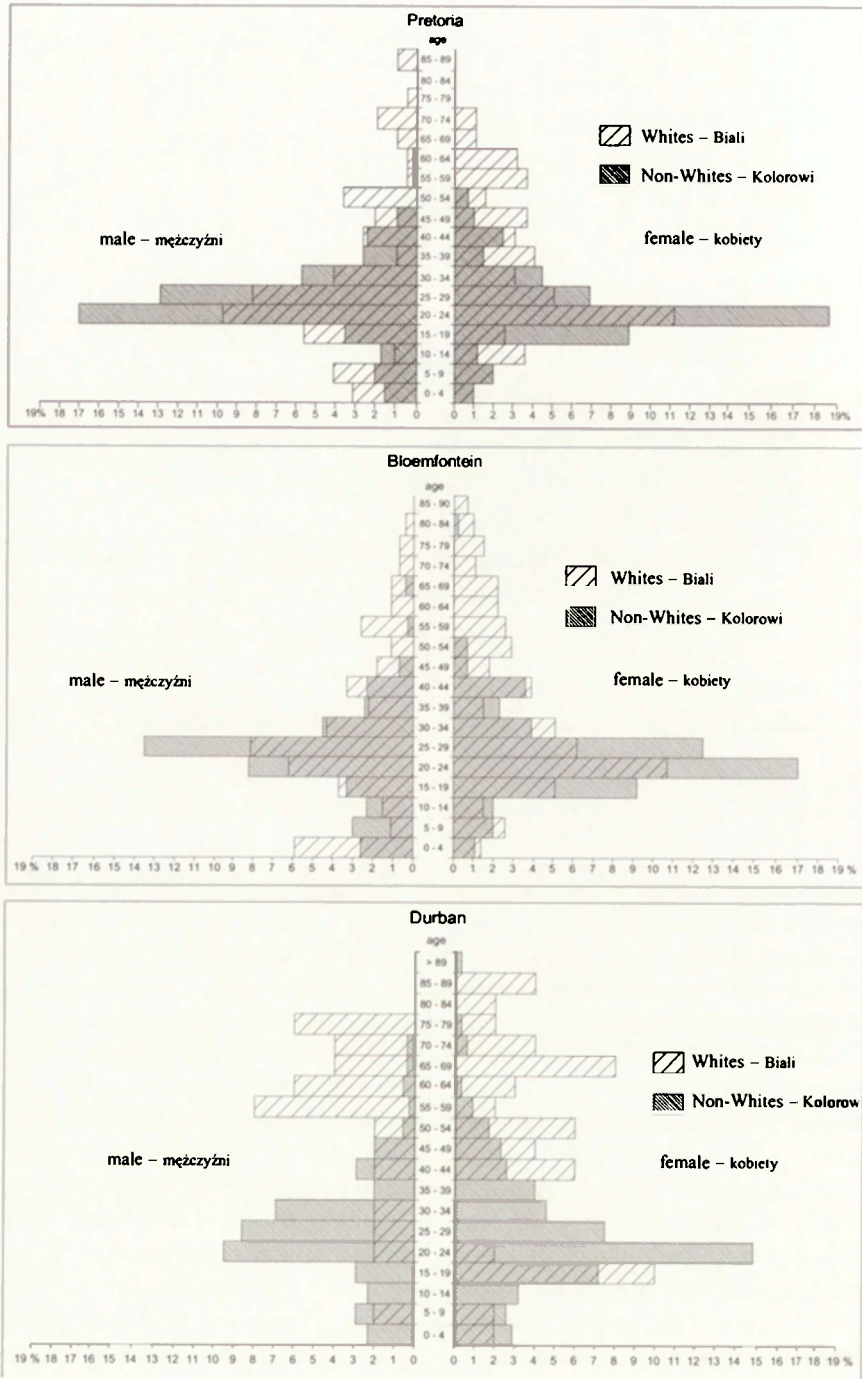 Pretoria
age
85 - 89
80 - 84
75 - 79
70 - 74
65 - 69
60 - 64
55 - 59
50 - 54
45 - 49
40 - 44
35 - 39
30 - 34
25 - 29
20 - 24
15 - 19
10 - 14
5 - 9
0 - 4
Whites – Biali
Non-Whites – Kolorowi
male – mężczyźni
female – kobiety
19% 18 17 16 15 14 13 12 11 10 9 8 7 6 5 4 3 2 1 0 0 1 2 3 4 5 6 7 8 9 10 11 12 13 14 15 16 17 18 19%
Bloemfontein
age
85 - 90
80 - 84
75 - 79
70 - 74
65 - 69
60 - 64
55 - 59
50 - 54
45 - 49
40 - 44
35 - 39
30 - 34
25 - 29
20 - 24
15 - 19
10 - 14
5 - 9
0 - 4
Whites – Biali
Non-Whites – Kolorowi
male – mężczyźni
female – kobiety
19 % 18 17 16 15 14 13 12 11 10 9 8 7 6 5 4 3 2 1 0 0 1 2 3 4 5 6 7 8 9 10 11 12 13 14 15 16 17 18 19 %
Durban
age
> 89
85 - 89
80 - 84
75 - 79
70 - 74
65 - 69
60 - 64
55 - 59
50 - 54
45 - 49
40 - 44
35 - 39
30 - 34
25 - 29
20 - 24
15 - 19
10 - 14
5 - 9
0 - 4
Whites – Biali
Non-Whites – Kolorowi
male – mężczyźni
female – kobiety
19 % 18 17 16 15 14 13 12 11 10 9 8 7 6 5 4 3 2 1 0 0 1 2 3 4 5 6 7 8 9 10 11 12 13 14 15 16 17 18 19 %